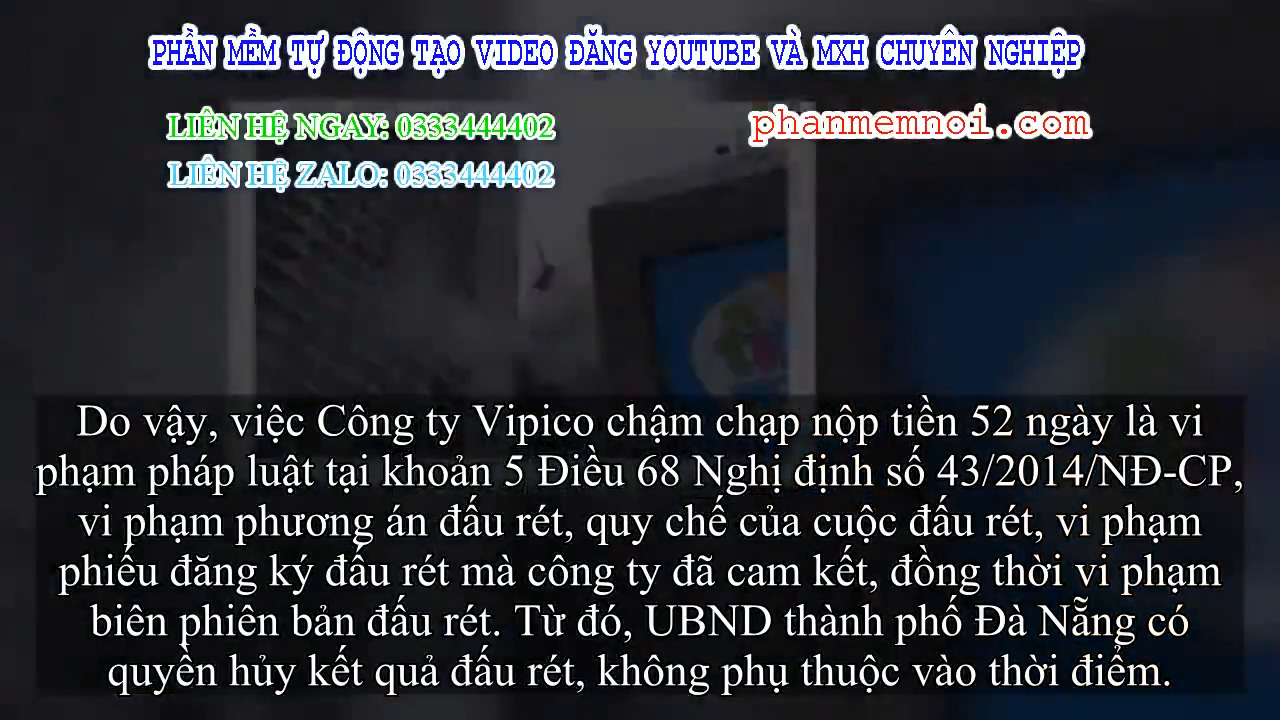 PHẦN MỀM TỰ ĐỘNG TẠO VIDEO ĐĂNG YOUTUBE VÀ MXH CHUYÊN NGHIỆP
LIÊN HỆ NGAY: 0333444402
phanmemnoi.com
LIÊN HỆ ZALO: 0333444402
Do vậy, việc Công ty Vipico chậm chạp nộp tiền 52 ngày là vi
phạm pháp luật tại khoản 5 Điều 68 Nghị định số 43/2014/NĐ-CP,
vi phạm phương án đấu rét, quy chế của cuộc đấu rét, vi phạm
phiếu đăng ký đấu rét mà công ty đã cam kết, đồng thời vi phạm
biên phiên bản đấu rét. Từ đó, UBND thành phố Đà Nẵng có
quyền hủy kết quả đấu rét, không phụ thuộc vào thời điểm.